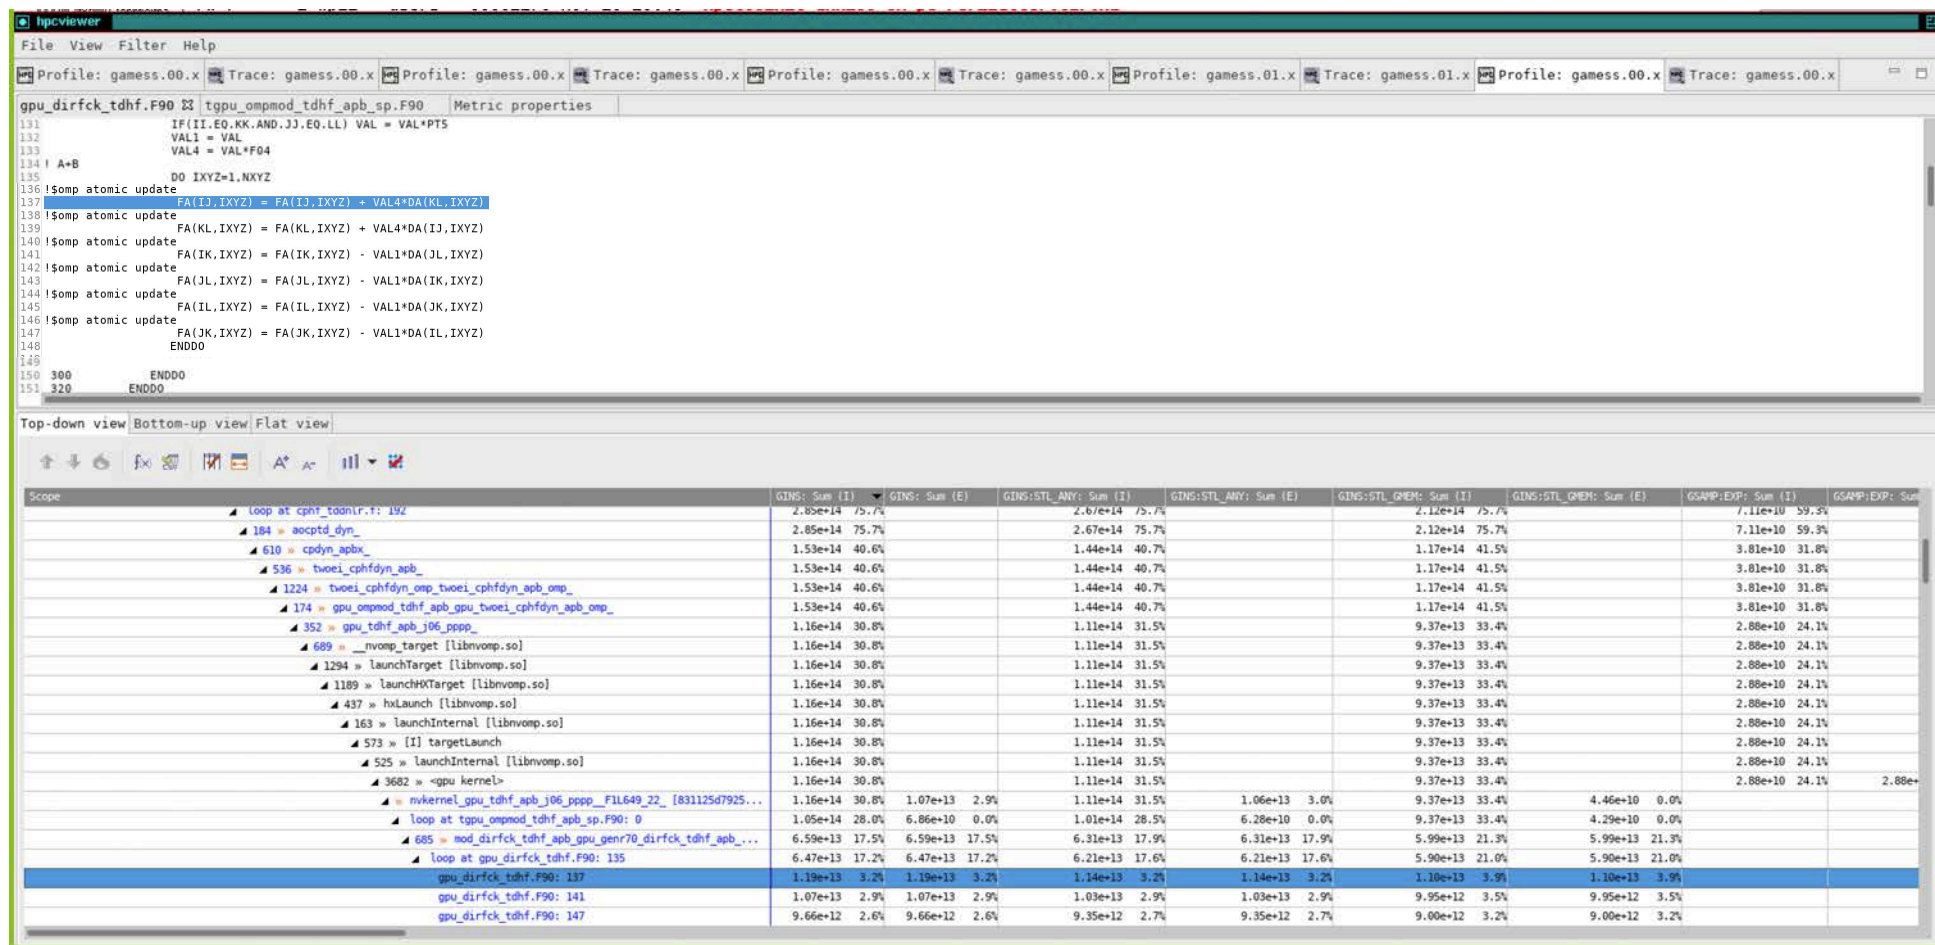 hpcviewer
File View Filter Help
Profile: gamess.00.x Trace: gamess.00.x Profile: gamess.00.x Trace: gamess.00.x Profile: gamess.00.x Trace: gamess.00.x Profile: gamess.01.x Trace: gamess.01.x Profile: gamess.00.x Trace: gamess.00.x
gpu_dirfck_tdhf.F90 tgpu_ompmod_tdhf_apb_sp.F90 Metric properties
131 IF(II.EQ.KK.AND.JJ.EQ.LL) VAL = VAL*PT5
132 VAL1 = VAL
133 VAL4 = VAL*F04
134 ! A+B
135 DO IXYZ=1,NXYZ
136 !$omp atomic update
137 FA(IJ,IXYZ) = FA(IJ,IXYZ) + VAL4*DA(KL,IXYZ)
138 !$omp atomic update
139 FA(KL,IXYZ) = FA(KL,IXYZ) + VAL4*DA(IJ,IXYZ)
140 !$omp atomic update
141 FA(IK,IXYZ) = FA(IK,IXYZ) - VAL1*DA(JL,IXYZ)
142 !$omp atomic update
143 FA(JL,IXYZ) = FA(JL,IXYZ) - VAL1*DA(IK,IXYZ)
144 !$omp atomic update
145 FA(IL,IXYZ) = FA(IL,IXYZ) - VAL1*DA(JK,IXYZ)
146 !$omp atomic update
147 FA(JK,IXYZ) = FA(JK,IXYZ) - VAL1*DA(IL,IXYZ)
148 ENDDO
149
150 300 ENDDO
151 320 ENDDO
Top-down view Bottom-up view Flat view
f(x) A+ A-
Scope GINS: Sum (I) GINS: Sum (E) GINS:STL_ANY: Sum (I) GINS:STL_ANY: Sum (E) GINS:STL_GMEM: Sum (I) GINS:STL_GMEM: Sum (E) GSAMP:EXP: Sum (I) GSAMP:EXP: Sum
loop at cphf_tddnlr.f: 192 2.85e+14 75.7% 2.67e+14 75.7% 2.12e+14 75.7% 7.11e+10 59.3%
184 » aocptd_dyn_ 2.85e+14 75.7% 2.67e+14 75.7% 2.12e+14 75.7% 7.11e+10 59.3%
610 » cpdyn_apbx_ 1.53e+14 40.6% 1.44e+14 40.7% 1.17e+14 41.5% 3.81e+10 31.8%
536 » twoei_cphfdyn_apb_ 1.53e+14 40.6% 1.44e+14 40.7% 1.17e+14 41.5% 3.81e+10 31.8%
1224 » twoei_cphfdyn_omp_twoei_cphfdyn_apb_omp_ 1.53e+14 40.6% 1.44e+14 40.7% 1.17e+14 41.5% 3.81e+10 31.8%
174 » gpu_ompmod_tdhf_apb_gpu_twoei_cphfdyn_apb_omp_ 1.53e+14 40.6% 1.44e+14 40.7% 1.17e+14 41.5% 3.81e+10 31.8%
352 » gpu_tdhf_apb_j06_pppp_ 1.16e+14 30.8% 1.11e+14 31.5% 9.37e+13 33.4% 2.88e+10 24.1%
689 » __nvomp_target [libnvomp.so] 1.16e+14 30.8% 1.11e+14 31.5% 9.37e+13 33.4% 2.88e+10 24.1%
1294 » launchTarget [libnvomp.so] 1.16e+14 30.8% 1.11e+14 31.5% 9.37e+13 33.4% 2.88e+10 24.1%
1189 » launchHXTarget [libnvomp.so] 1.16e+14 30.8% 1.11e+14 31.5% 9.37e+13 33.4% 2.88e+10 24.1%
437 » hxLaunch [libnvomp.so] 1.16e+14 30.8% 1.11e+14 31.5% 9.37e+13 33.4% 2.88e+10 24.1%
163 » launchInternal [libnvomp.so] 1.16e+14 30.8% 1.11e+14 31.5% 9.37e+13 33.4% 2.88e+10 24.1%
573 » [I] targetLaunch 1.16e+14 30.8% 1.11e+14 31.5% 9.37e+13 33.4% 2.88e+10 24.1%
525 » launchInternal [libnvomp.so] 1.16e+14 30.8% 1.11e+14 31.5% 9.37e+13 33.4% 2.88e+10 24.1%
3682 » <gpu kernel> 1.16e+14 30.8% 1.11e+14 31.5% 9.37e+13 33.4% 2.88e+10 24.1% 2.88e+
» nvkernel_gpu_tdhf_apb_j06_pppp__F1L649_22_ [831125d7925... 1.16e+14 30.8% 1.07e+13 2.9% 1.11e+14 31.5% 1.06e+13 3.0% 9.37e+13 33.4% 4.46e+10 0.0%
loop at tgpu_ompmod_tdhf_apb_sp.F90: 0 1.05e+14 28.0% 6.86e+10 0.0% 1.01e+14 28.5% 6.28e+10 0.0% 9.37e+13 33.4% 4.29e+10 0.0%
685 » mod_dirfck_tdhf_apb_gpu_genr70_dirfck_tdhf_apb_... 6.59e+13 17.5% 6.59e+13 17.5% 6.31e+13 17.9% 6.31e+13 17.9% 5.99e+13 21.3% 5.99e+13 21.3%
loop at gpu_dirfck_tdhf.F90: 135 6.47e+13 17.2% 6.47e+13 17.2% 6.21e+13 17.6% 6.21e+13 17.6% 5.90e+13 21.0% 5.90e+13 21.0%
gpu_dirfck_tdhf.F90: 137 1.19e+13 3.2% 1.19e+13 3.2% 1.14e+13 3.2% 1.14e+13 3.2% 1.10e+13 3.9% 1.10e+13 3.9%
gpu_dirfck_tdhf.F90: 141 1.07e+13 2.9% 1.07e+13 2.9% 1.03e+13 2.9% 1.03e+13 2.9% 9.95e+12 3.5% 9.95e+12 3.5%
gpu_dirfck_tdhf.F90: 147 9.66e+12 2.6% 9.66e+12 2.6% 9.35e+12 2.7% 9.35e+12 2.7% 9.00e+12 3.2% 9.00e+12 3.2%